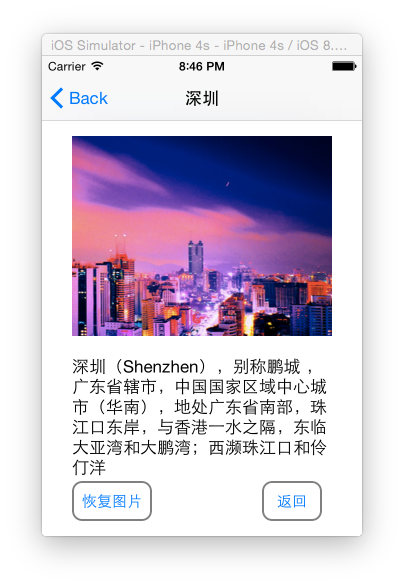 iOS Simulator - iPhone 4s - iPhone 4s / iOS 8....
Carrier 8:46 PM
Back 深圳
深圳（Shenzhen），别称鹏城 ，
广东省辖市，中国国家区域中心城
市（华南），地处广东省南部，珠
江口东岸，与香港一水之隔，东临
大亚湾和大鹏湾；西濒珠江口和伶
仃洋
恢复图片 返回